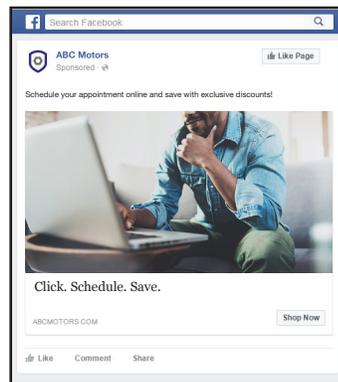 Search Facebook
ABC Motors
Like Page
Sponsored ·
Schedule your appointment online and save with exclusive discounts!
Click. Schedule. Save.
ABCMOTORS.COM
Shop Now
Like Comment Share